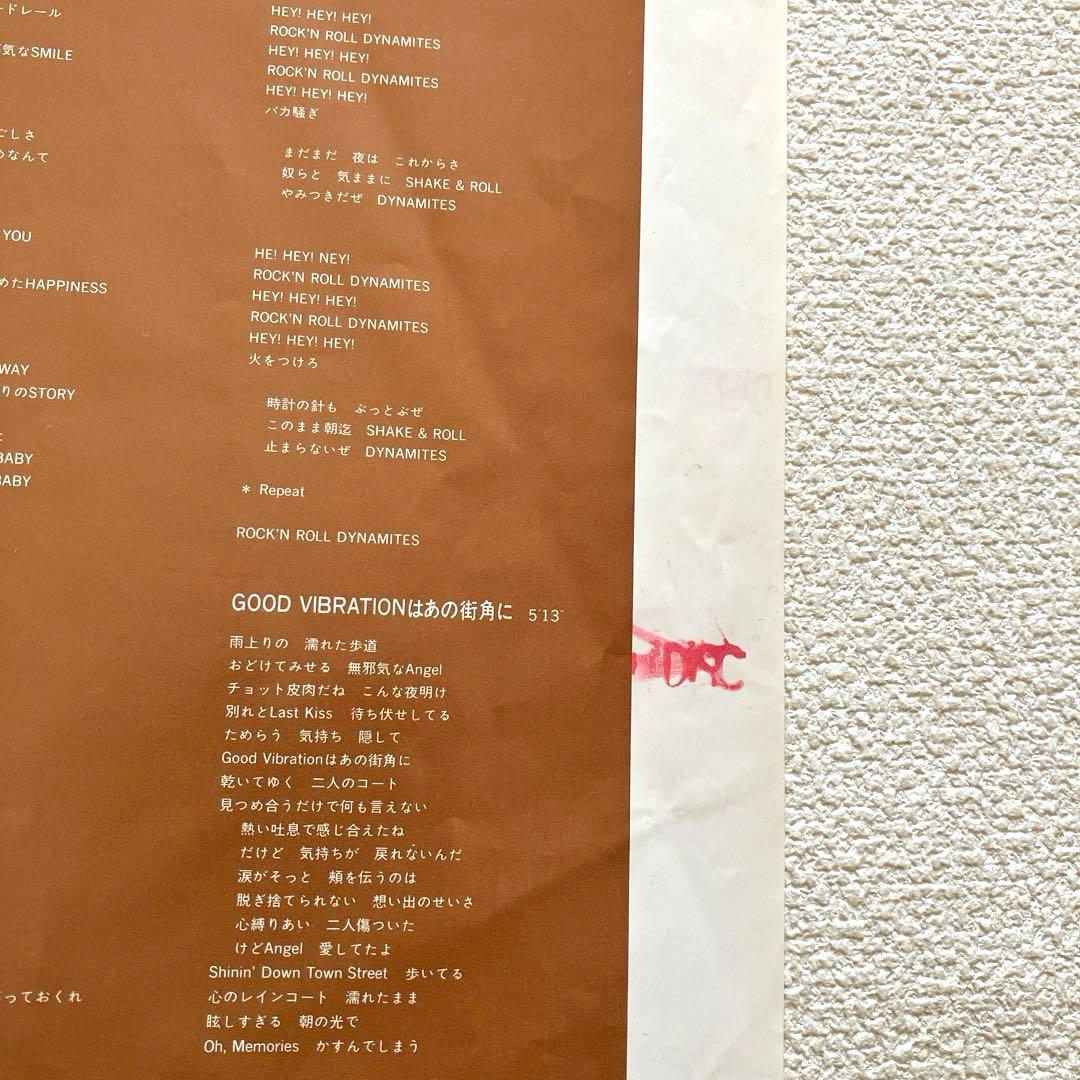 ードレール
気なSMILE
ごしさ
めなんて
YOU
めたHAPPINESS
WAY
りのSTORY
BABY
BABY
っておくれ
HEY! HEY! HEY!
ROCK'N ROLL DYNAMITES
HEY! HEY! HEY!
ROCK'N ROLL DYNAMITES
HEY! HEY! HEY!
バカ騒ぎ
まだまだ 夜は これからさ
奴らと 気ままに SHAKE & ROLL
やみつきだぜ DYNAMITES
HE! HEY! NEY!
ROCK'N ROLL DYNAMITES
HEY! HEY! HEY!
ROCK'N ROLL DYNAMITES
HEY! HEY! HEY!
火をつけろ
時計の針も ぶっとぶぜ
このまま朝迄 SHAKE & ROLL
止まらないぜ DYNAMITES
* Repeat
ROCK'N ROLL DYNAMITES
GOOD VIBRATIONはあの街角に 5'13"
雨上りの 濡れた歩道
おどけてみせる 無邪気なAngel
チョット皮肉だね こんな夜明け
別れとLast Kiss 待ち伏せしてる
ためらう 気持ち 隠して
Good Vibrationはあの街角に
乾いてゆく 二人のコート
見つめ合うだけで何も言えない
熱い吐息で感じ合えたね
だけど 気持ちが 戻れないんだ
涙がそっと 頬を伝うのは
脱ぎ捨てられない 想い出のせいさ
心縛りあい 二人傷ついた
けどAngel 愛してたよ
Shinin' Down Town Street 歩いてる
心のレインコート 濡れたまま
眩しすぎる 朝の光で
Oh, Memories かすんでしまう